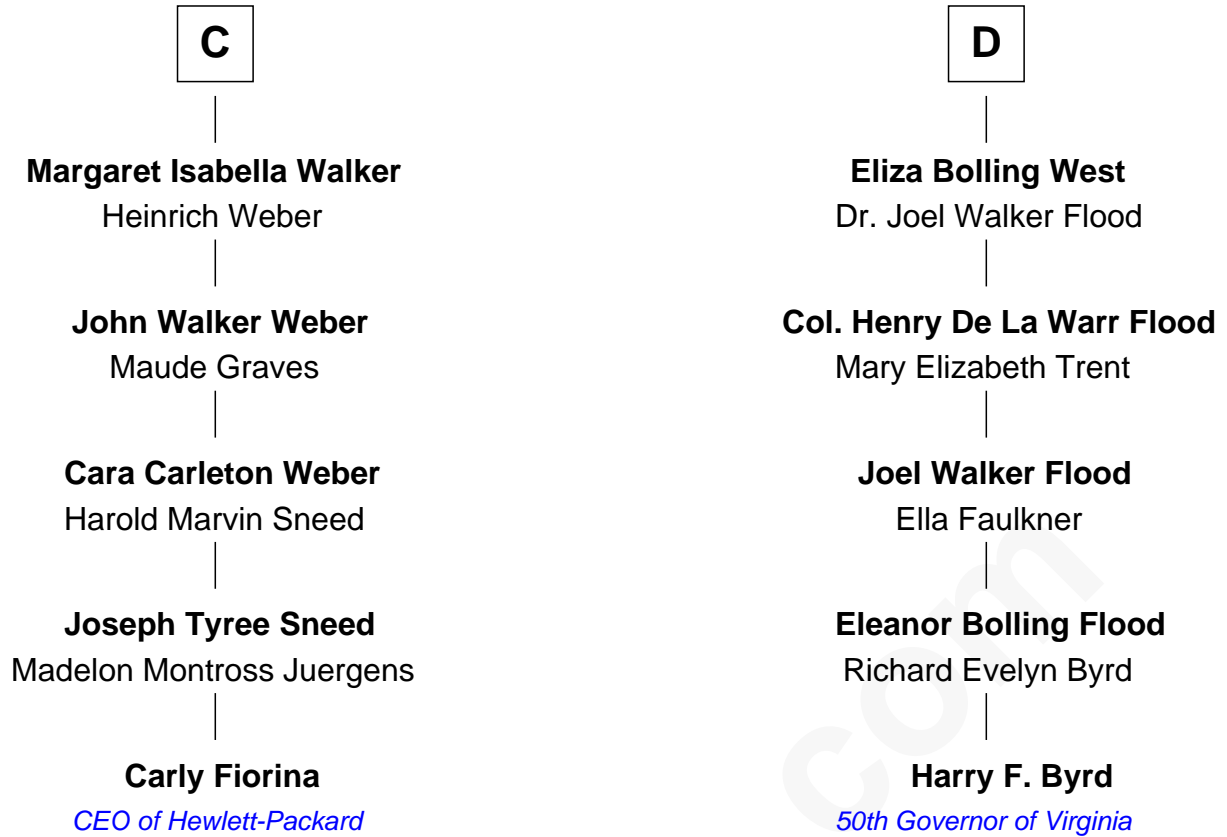 C
Margaret Isabella Walker
Heinrich Weber
John Walker Weber
Maude Graves
Cara Carleton Weber
Harold Marvin Sneed
Joseph Tyree Sneed
Madelon Montross Juergens
Carly Fiorina
CEO of Hewlett-Packard
D
Eliza Bolling West
Dr. Joel Walker Flood
Col. Henry De La Warr Flood
Mary Elizabeth Trent
Joel Walker Flood
Ella Faulkner
Eleanor Bolling Flood
Richard Evelyn Byrd
Harry F. Byrd
50th Governor of Virginia
com